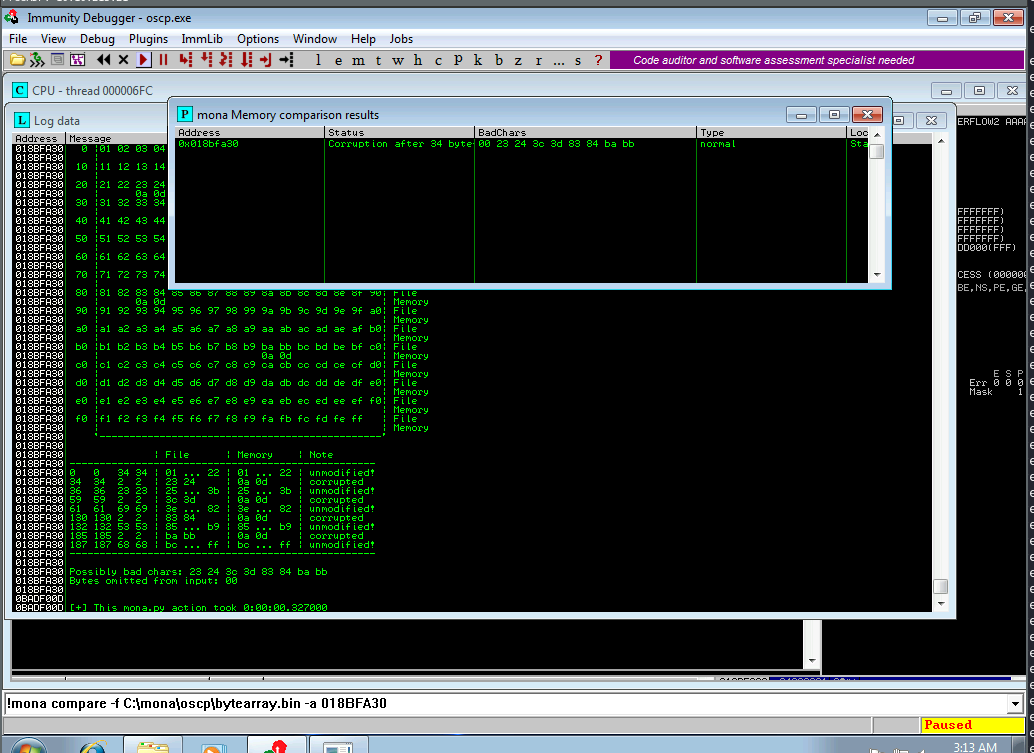 Immunity Debugger - oscp.exe
File View Debug Plugins ImmLib Options Window Help Jobs
l e m t w h c P k b z r ... s ?
Code auditor and software assessment specialist needed
C CPU - thread 000006FC
L Log data
ERFLOW2 AAAA
P mona Memory comparison results
Address Status BadChars Type Loc
0x018bfa30 Corruption after 34 byte 00 23 24 3c 3d 83 84 ba bb normal Sta
Address Message
018BFA30 0 |01 02 03 04
018BFA30
018BFA30 10 |11 12 13 14
018BFA30
018BFA30 20 |21 22 23 24
018BFA30 0a 0d
018BFA30 30 |31 32 33 34
018BFA30
018BFA30 40 |41 42 43 44
018BFA30
018BFA30 50 |51 52 53 54
018BFA30
018BFA30 60 |61 62 63 64
018BFA30
018BFA30 70 |71 72 73 74
018BFA30
018BFA30 80 |81 82 83 84 85 86 87 88 89 8a 8b 8c 8d 8e 8f 90| File
018BFA30 0a 0d | Memory
018BFA30 90 |91 92 93 94 95 96 97 98 99 9a 9b 9c 9d 9e 9f a0| File
018BFA30 | Memory
018BFA30 a0 |a1 a2 a3 a4 a5 a6 a7 a8 a9 aa ab ac ad ae af b0| File
018BFA30 | Memory
018BFA30 b0 |b1 b2 b3 b4 b5 b6 b7 b8 b9 ba bb bc bd be bf c0| File
018BFA30 0a 0d | Memory
018BFA30 c0 |c1 c2 c3 c4 c5 c6 c7 c8 c9 ca cb cc cd ce cf d0| File
018BFA30 | Memory
018BFA30 d0 |d1 d2 d3 d4 d5 d6 d7 d8 d9 da db dc dd de df e0| File
018BFA30 | Memory
018BFA30 e0 |e1 e2 e3 e4 e5 e6 e7 e8 e9 ea eb ec ed ee ef f0| File
018BFA30 | Memory
018BFA30 f0 |f1 f2 f3 f4 f5 f6 f7 f8 f9 fa fb fc fd fe ff | File
018BFA30 | Memory
018BFA30
018BFA30
018BFA30 | File | Memory | Note
018BFA30
018BFA30 0 0 34 34 | 01 ... 22 | 01 ... 22 | unmodified!
018BFA30 34 34 2 2 | 23 24 | 0a 0d | corrupted
018BFA30 36 36 23 23 | 25 ... 3b | 25 ... 3b | unmodified!
018BFA30 59 59 2 2 | 3c 3d | 0a 0d | corrupted
018BFA30 61 61 69 69 | 3e ... 82 | 3e ... 82 | unmodified!
018BFA30 130 130 2 2 | 83 84 | 0a 0d | corrupted
018BFA30 132 132 53 53 | 85 ... b9 | 85 ... b9 | unmodified!
018BFA30 185 185 2 2 | ba bb | 0a 0d | corrupted
018BFA30 187 187 68 68 | bc ... ff | bc ... ff | unmodified!
018BFA30
018BFA30
018BFA30 Possibly bad chars: 23 24 3c 3d 83 84 ba bb
018BFA30 Bytes omitted from input: 00
018BFA30
0BADF00D
0BADF00D [+] This mona.py action took 0:00:00.327000
FFFFFFF)
FFFFFFF)
FFFFFFF)
FFFFFFF)
DD000(FFF)
CESS (000000
BE,NS,PE,GE,
E S P
Err 0 0 0
Mask 1
!mona compare -f C:\mona\oscp\bytearray.bin -a 018BFA30
Paused
3:13 AM